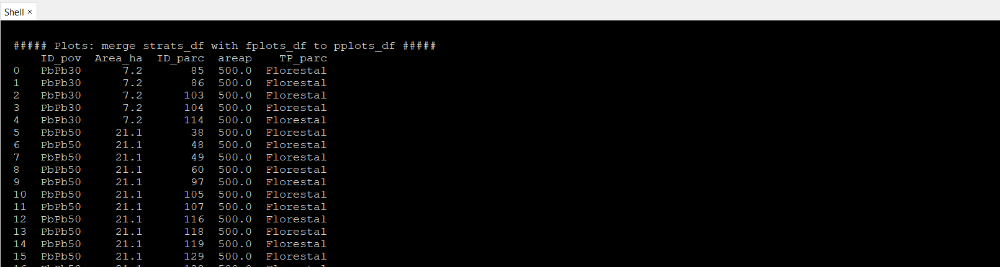 Shell ×
##### Plots: merge strats_df with fplots_df to pplots_df #####
ID_pov Area_ha ID_parc areap TP_parc
0 PbPb30 7.2 85 500.0 Florestal
1 PbPb30 7.2 86 500.0 Florestal
2 PbPb30 7.2 103 500.0 Florestal
3 PbPb30 7.2 104 500.0 Florestal
4 PbPb30 7.2 114 500.0 Florestal
5 PbPb50 21.1 38 500.0 Florestal
6 PbPb50 21.1 48 500.0 Florestal
7 PbPb50 21.1 49 500.0 Florestal
8 PbPb50 21.1 60 500.0 Florestal
9 PbPb50 21.1 97 500.0 Florestal
10 PbPb50 21.1 105 500.0 Florestal
11 PbPb50 21.1 107 500.0 Florestal
12 PbPb50 21.1 116 500.0 Florestal
13 PbPb50 21.1 118 500.0 Florestal
14 PbPb50 21.1 119 500.0 Florestal
15 PbPb50 21.1 129 500.0 Florestal